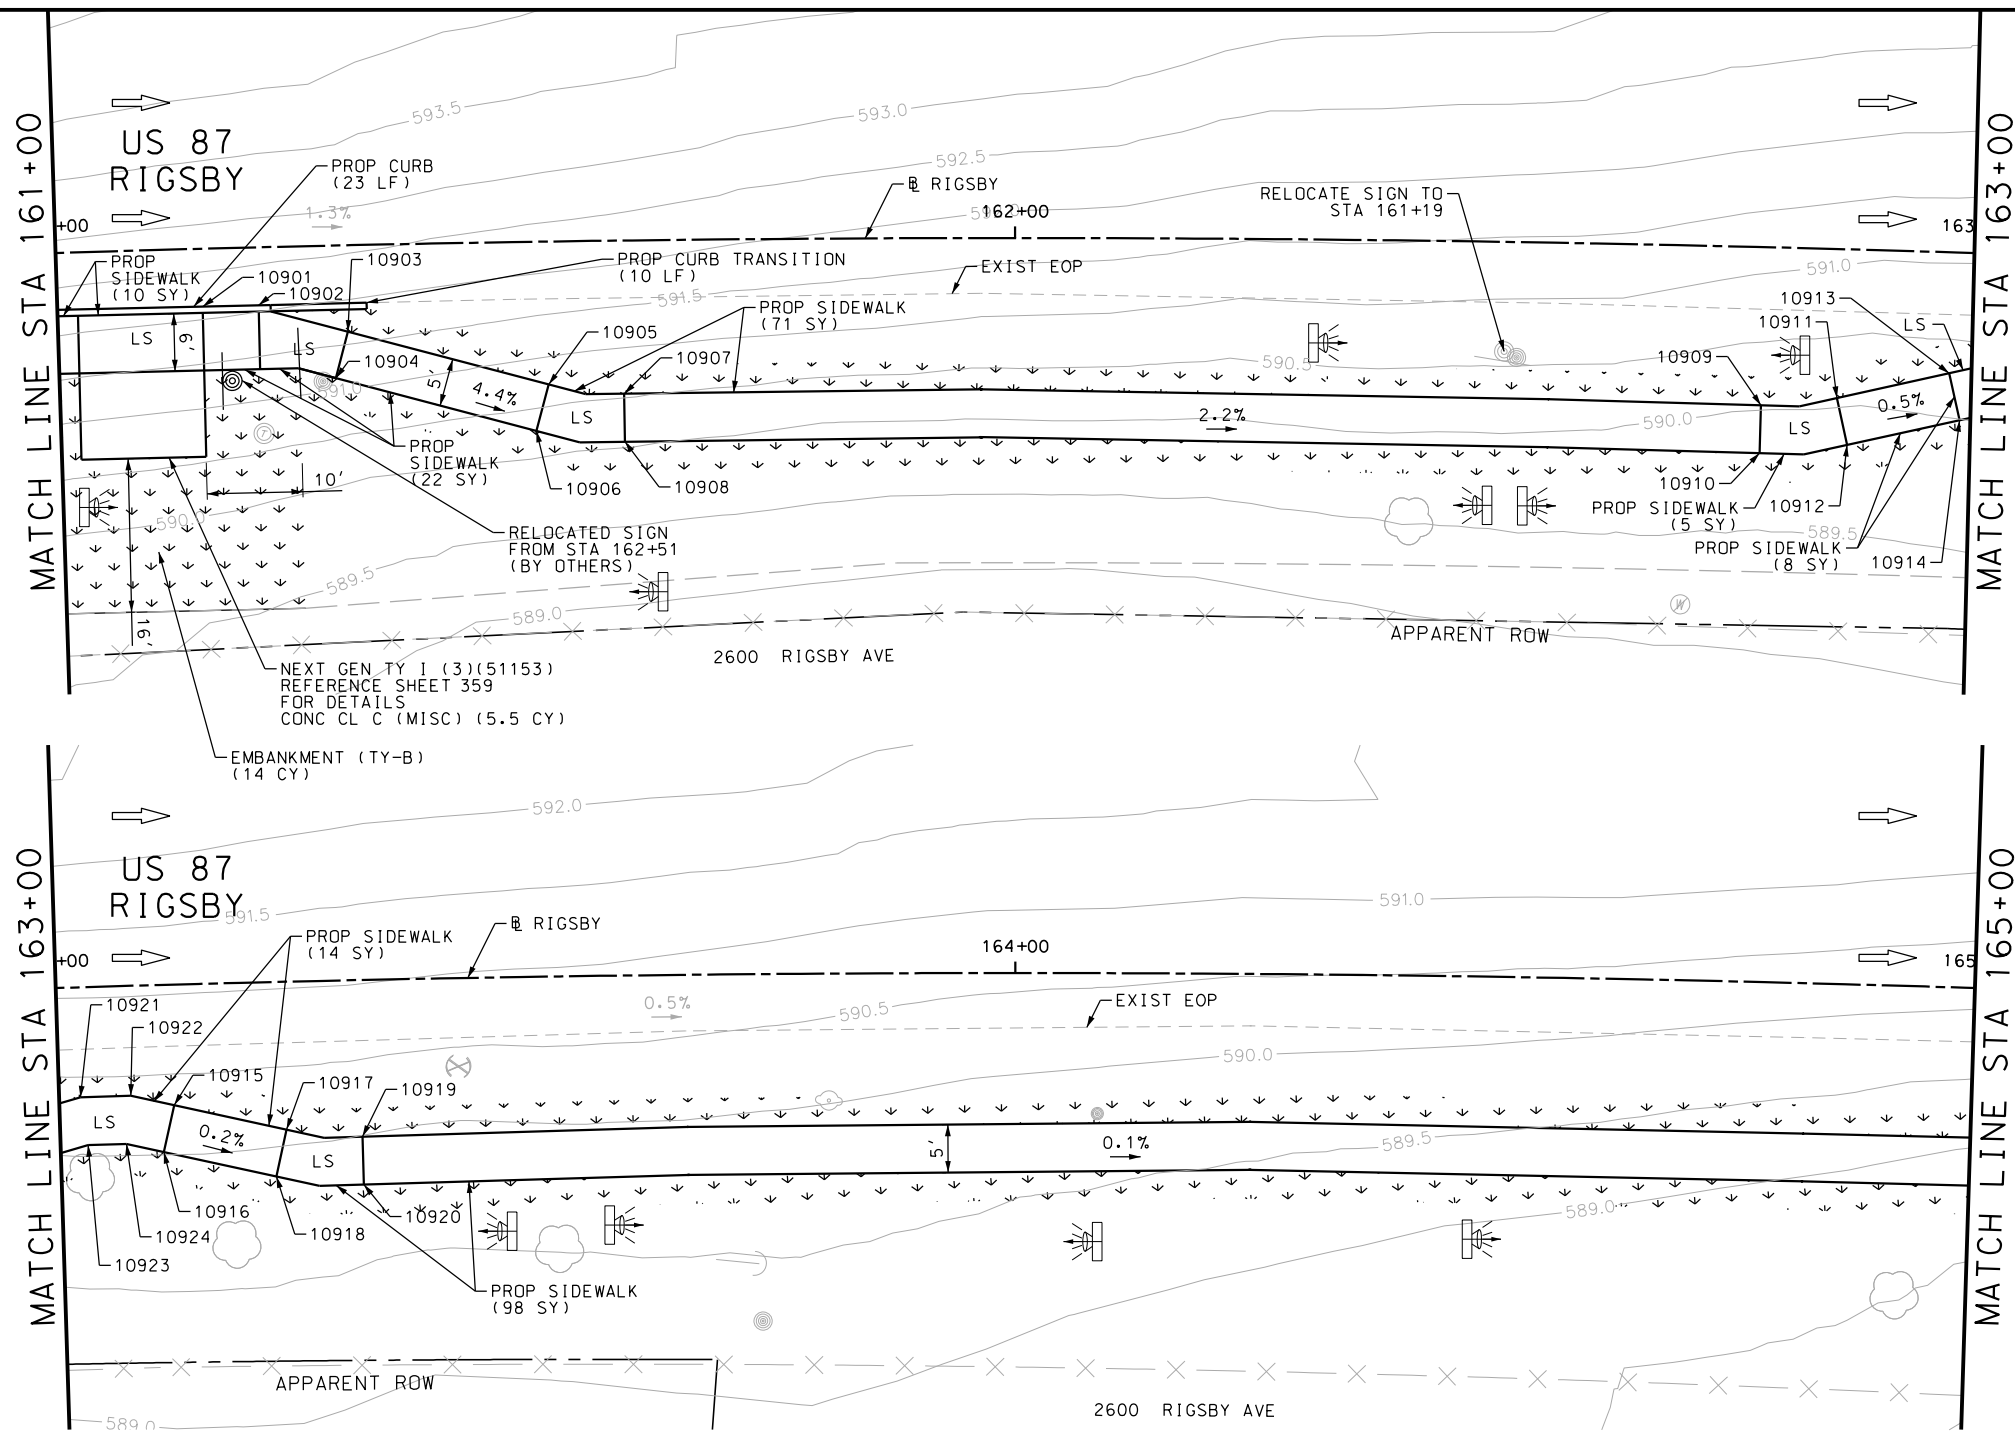 MATCH LINE STA 161+00
MATCH LINE STA 163+00
US 87
RIGSBY
593.5
593.0
592.5
PROP CURB
(23 LF)
℄ RIGSBY
RELOCATE SIGN TO
STA 161+19
1.3%
+00
162+00
163
PROP
SIDEWALK
(10 SY)
10901
10902
10903
PROP CURB TRANSITION
(10 LF)
EXIST EOP
591.5
591.0
PROP SIDEWALK
(71 SY)
10913
10911
LS
LS
6'
LS
10904
10905
10907
10909
591.0
590.5
5'
4.4%
LS
2.2%
590.0
LS
0.5%
PROP
SIDEWALK
(22 SY)
10'
10906
10908
10910
10912
PROP SIDEWALK
(5 SY)
590.0
RELOCATED SIGN
FROM STA 162+51
(BY OTHERS)
589.5
PROP SIDEWALK
(8 SY)
10914
589.5
589.0
W
T
16'
APPARENT ROW
2600 RIGSBY AVE
NEXT GEN TY I (3)(51153)
REFERENCE SHEET 359
FOR DETAILS
CONC CL C (MISC) (5.5 CY)
EMBANKMENT (TY-B)
(14 CY)
MATCH LINE STA 163+00
MATCH LINE STA 165+00
592.0
US 87
RIGSBY
591.5
591.0
PROP SIDEWALK
(14 SY)
℄ RIGSBY
+00
164+00
165
10921
10922
0.5%
590.5
EXIST EOP
590.0
10915
10917
10919
LS
0.2%
LS
5'
0.1%
589.5
10916
10924
10923
10918
10920
589.0
PROP SIDEWALK
(98 SY)
APPARENT ROW
2600 RIGSBY AVE
589.0